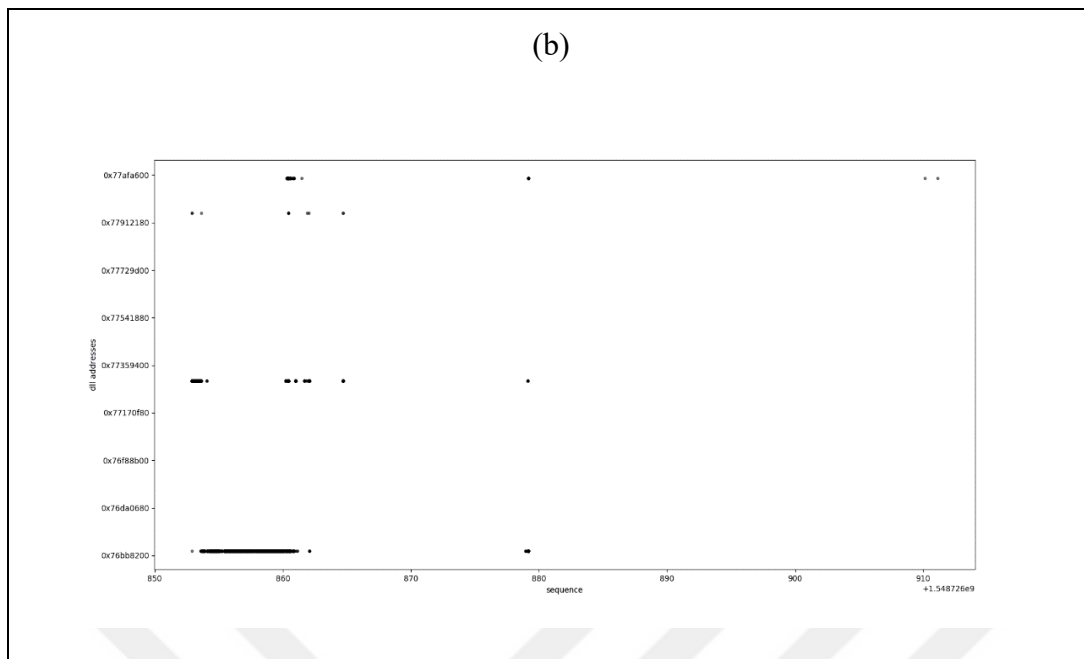 (b)
0x77afa600
0x77912180
0x77729d00
0x77541880
0x77359400
0x77170f80
0x76f88b00
0x76da0680
0x76bb8200
dll addresses
850 860 870 880 890 900 910
sequence
+1.548726e9